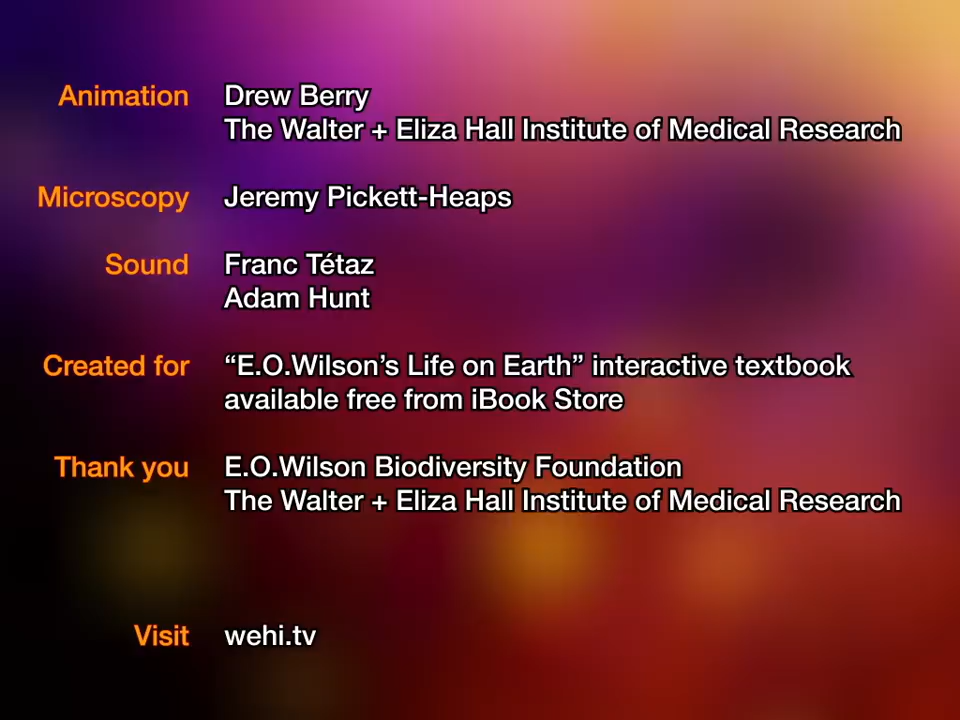 Animation Drew Berry
The Walter + Eliza Hall Institute of Medical Research
Microscopy Jeremy Pickett-Heaps
Sound Franc Tétaz
Adam Hunt
Created for “E.O.Wilson’s Life on Earth” interactive textbook
available free from iBook Store
Thank you E.O.Wilson Biodiversity Foundation
The Walter + Eliza Hall Institute of Medical Research
Visit wehi.tv